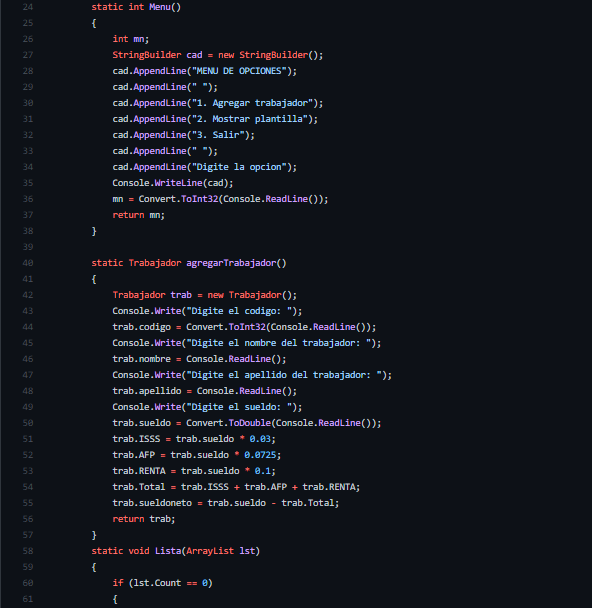 24 static int Menu()
25 {
26 int mn;
27 StringBuilder cad = new StringBuilder();
28 cad.AppendLine("MENU DE OPCIONES");
29 cad.AppendLine(" ");
30 cad.AppendLine("1. Agregar trabajador");
31 cad.AppendLine("2. Mostrar plantilla");
32 cad.AppendLine("3. Salir");
33 cad.AppendLine(" ");
34 cad.AppendLine("Digite la opcion");
35 Console.WriteLine(cad);
36 mn = Convert.ToInt32(Console.ReadLine());
37 return mn;
38 }
39
40 static Trabajador agregarTrabajador()
41 {
42 Trabajador trab = new Trabajador();
43 Console.Write("Digite el codigo: ");
44 trab.codigo = Convert.ToInt32(Console.ReadLine());
45 Console.Write("Digite el nombre del trabajador: ");
46 trab.nombre = Console.ReadLine();
47 Console.Write("Digite el apellido del trabajador: ");
48 trab.apellido = Console.ReadLine();
49 Console.Write("Digite el sueldo: ");
50 trab.sueldo = Convert.ToDouble(Console.ReadLine());
51 trab.ISSS = trab.sueldo * 0.03;
52 trab.AFP = trab.sueldo * 0.0725;
53 trab.RENTA = trab.sueldo * 0.1;
54 trab.Total = trab.ISSS + trab.AFP + trab.RENTA;
55 trab.sueldoneto = trab.sueldo - trab.Total;
56 return trab;
57 }
58 static void Lista(ArrayList lst)
59 {
60 if (lst.Count == 0)
61 {